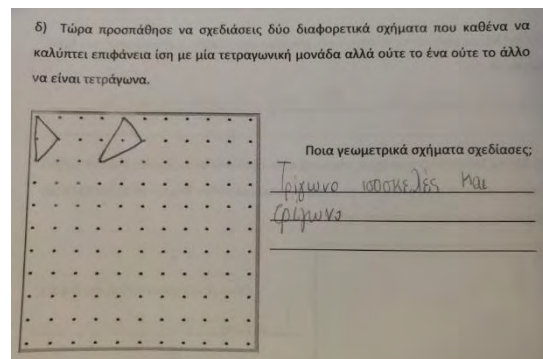 δ) Τώρα προσπάθησε να σχεδιάσεις δύο διαφορετικά σχήματα που καθένα να
καλύπτει επιφάνεια ίση με μία τετραγωνική μονάδα αλλά ούτε το ένα ούτε το άλλο
να είναι τετράγωνα.
Ποια γεωμετρικά σχήματα σχεδίασες;
Τρίγωνο ισοσκελές και
τρίγωνο